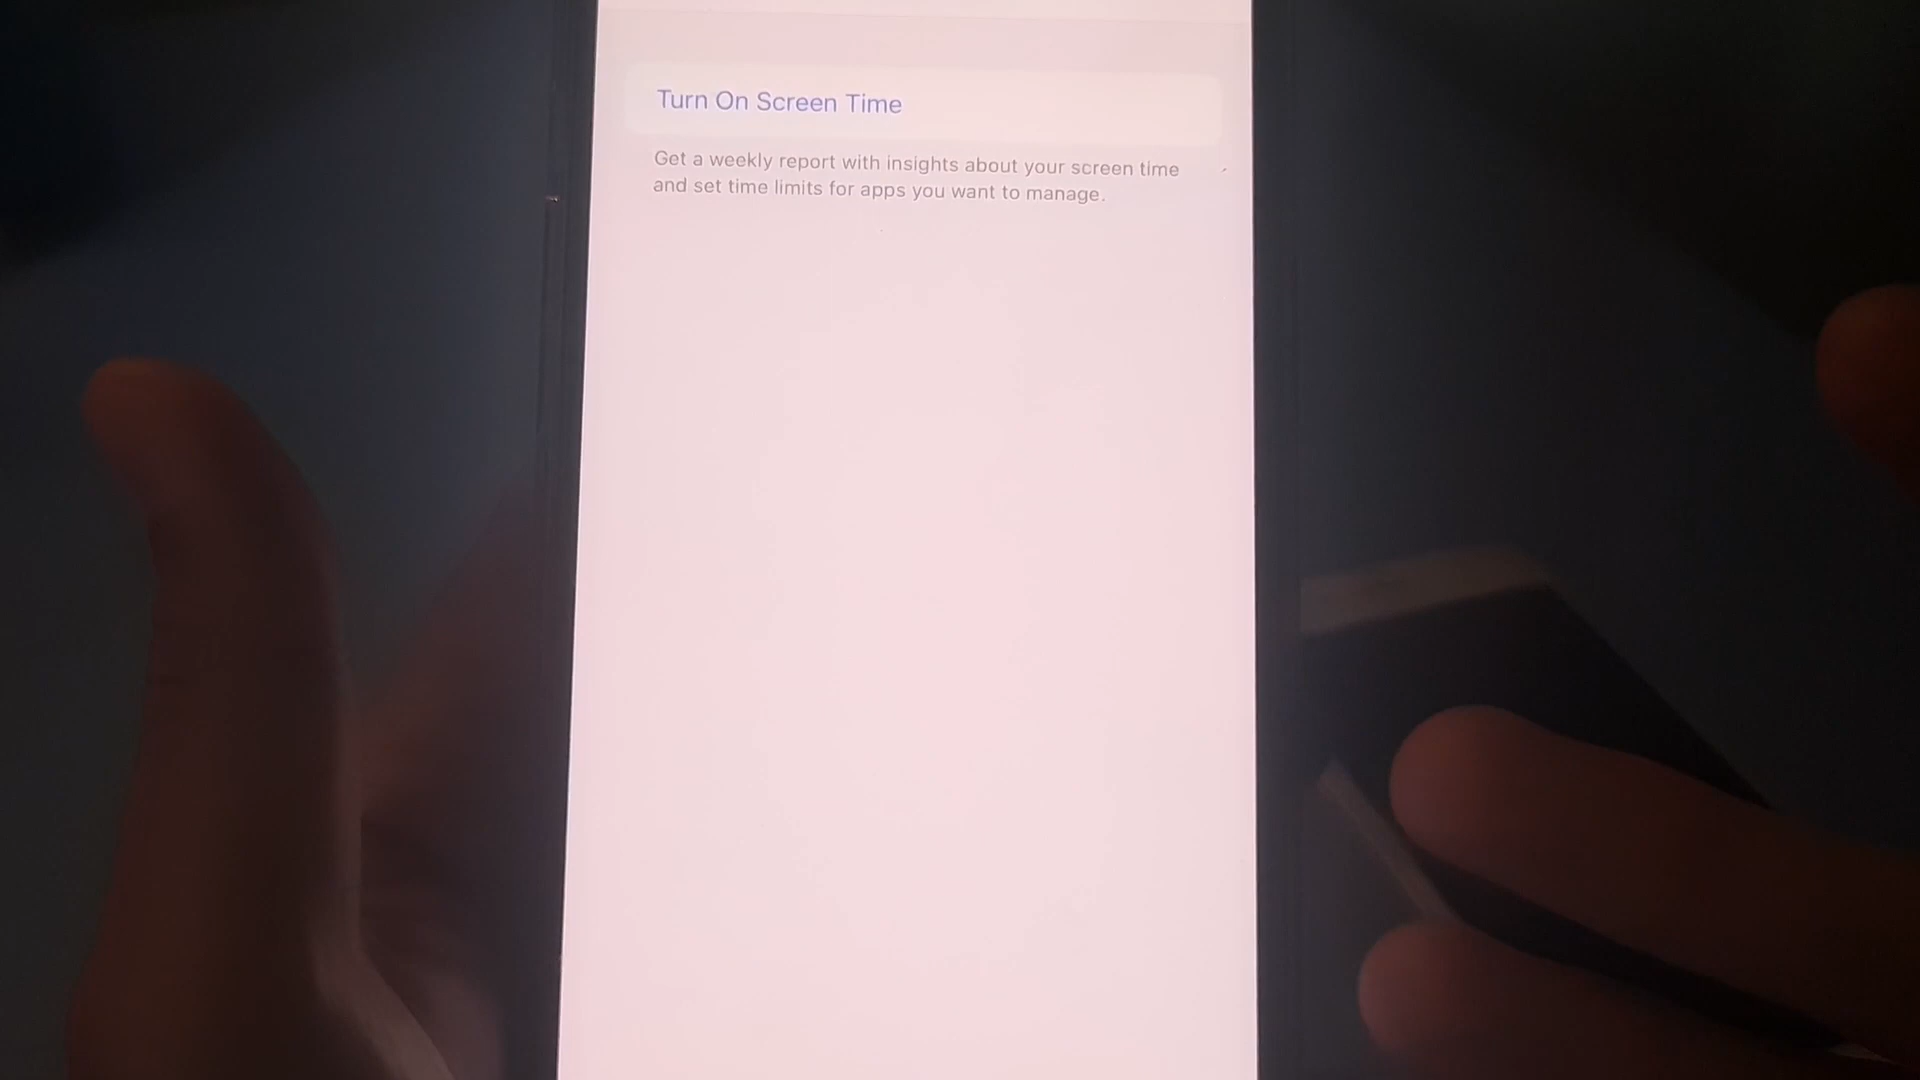 Turn On Screen Time
Get a weekly report with insights about your screen time
and set time limits for apps you want to manage.